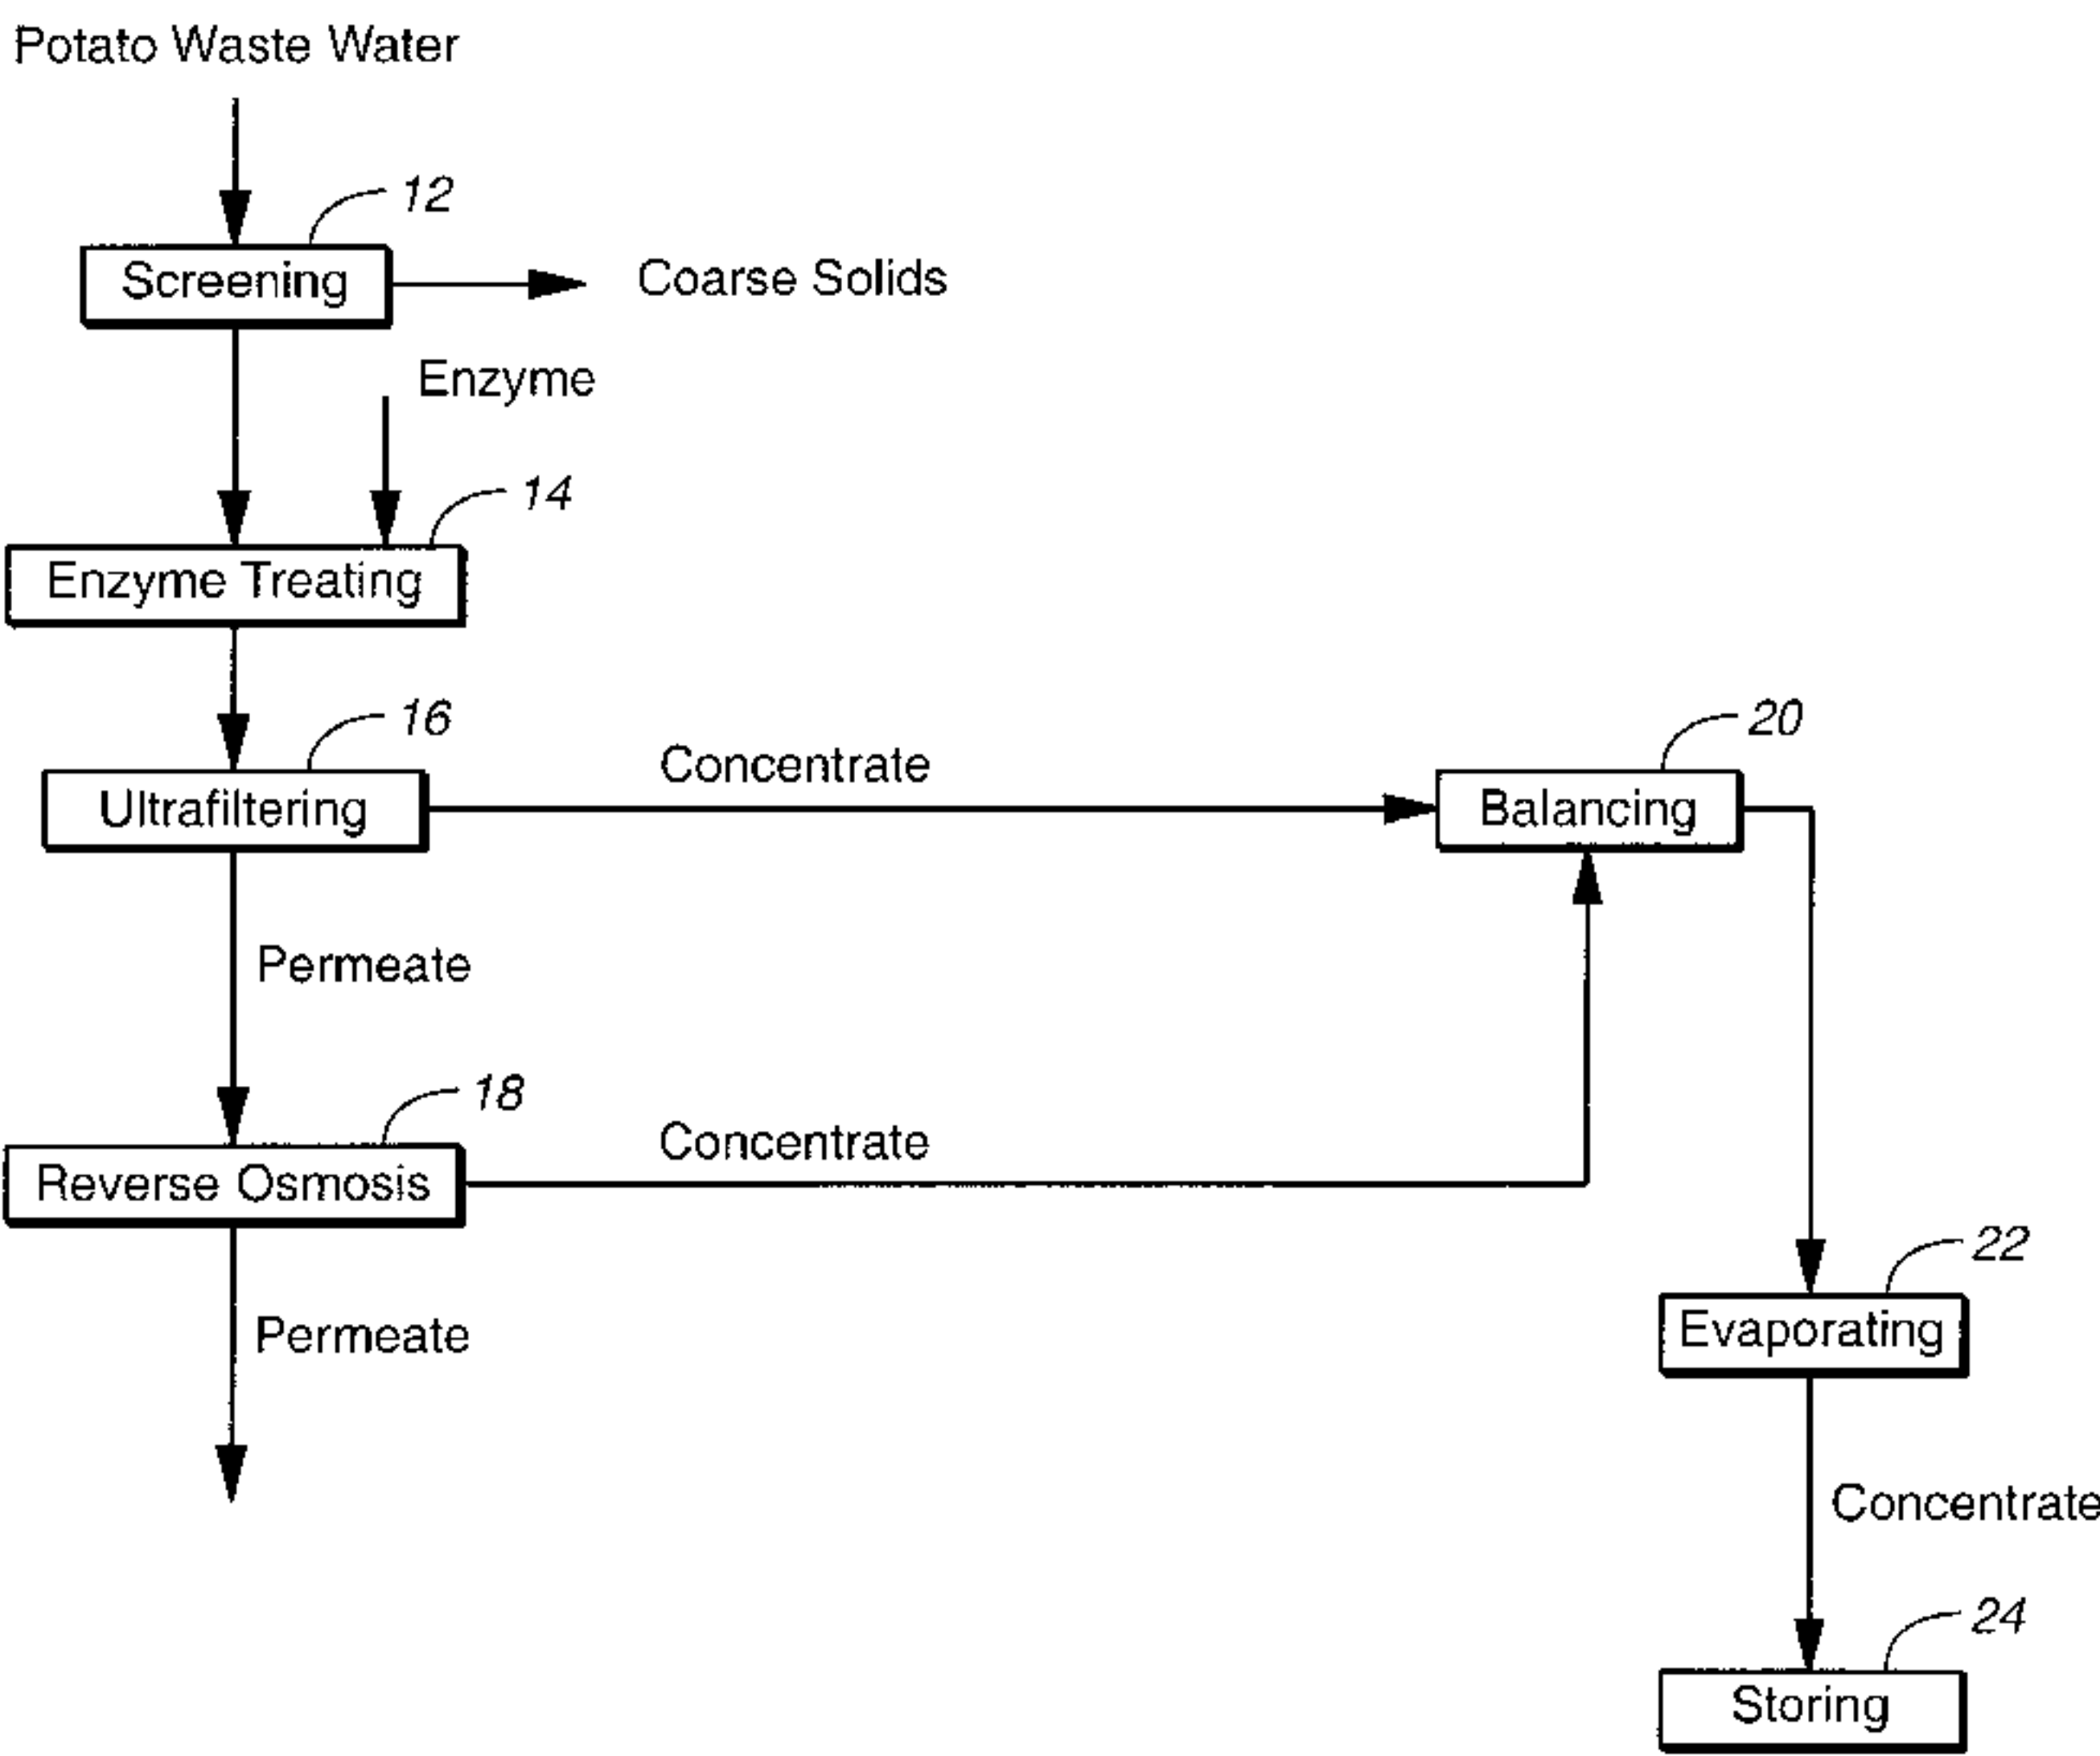 Potato Waste Water
12
Screening
Coarse Solids
Enzyme
14
Enzyme Treating
16
Concentrate
20
Ultrafiltering
Balancing
Permeate
18
Concentrate
Reverse Osmosis
22
Permeate
Evaporating
Concentrate
24
Storing